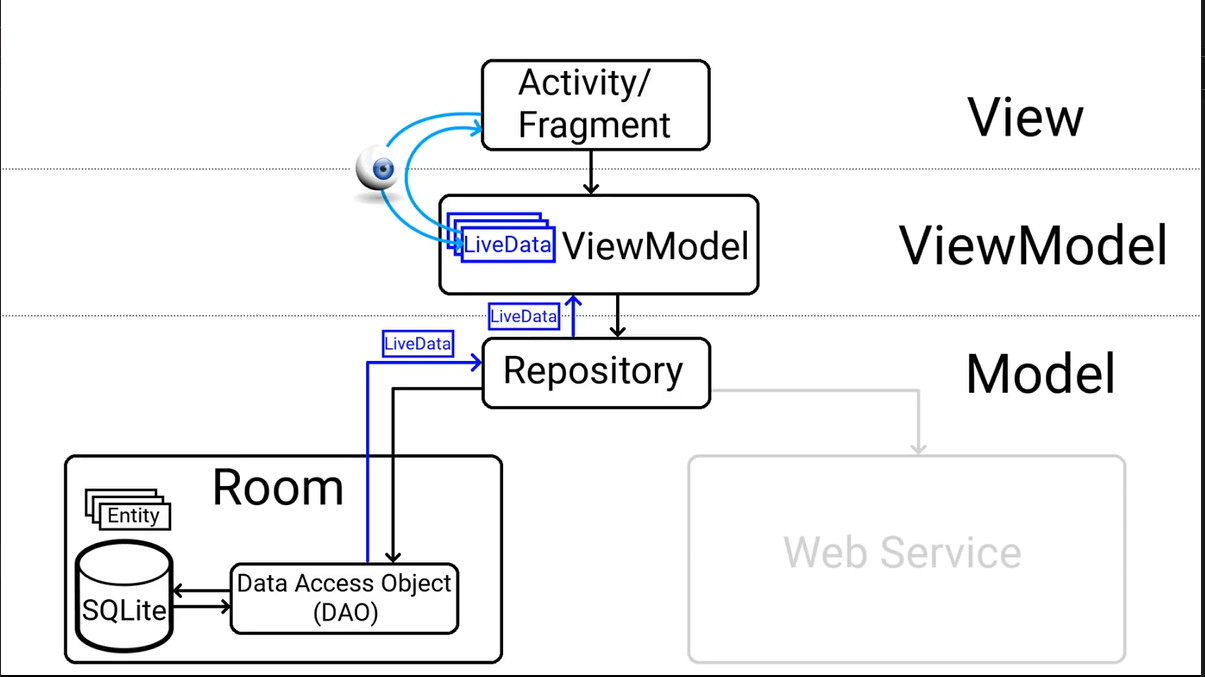 Activity/
Fragment
View
LiveData
ViewModel
ViewModel
LiveData
LiveData
Repository
Model
Room
Entity
SQLite
Data Access Object
(DAO)
Web Service